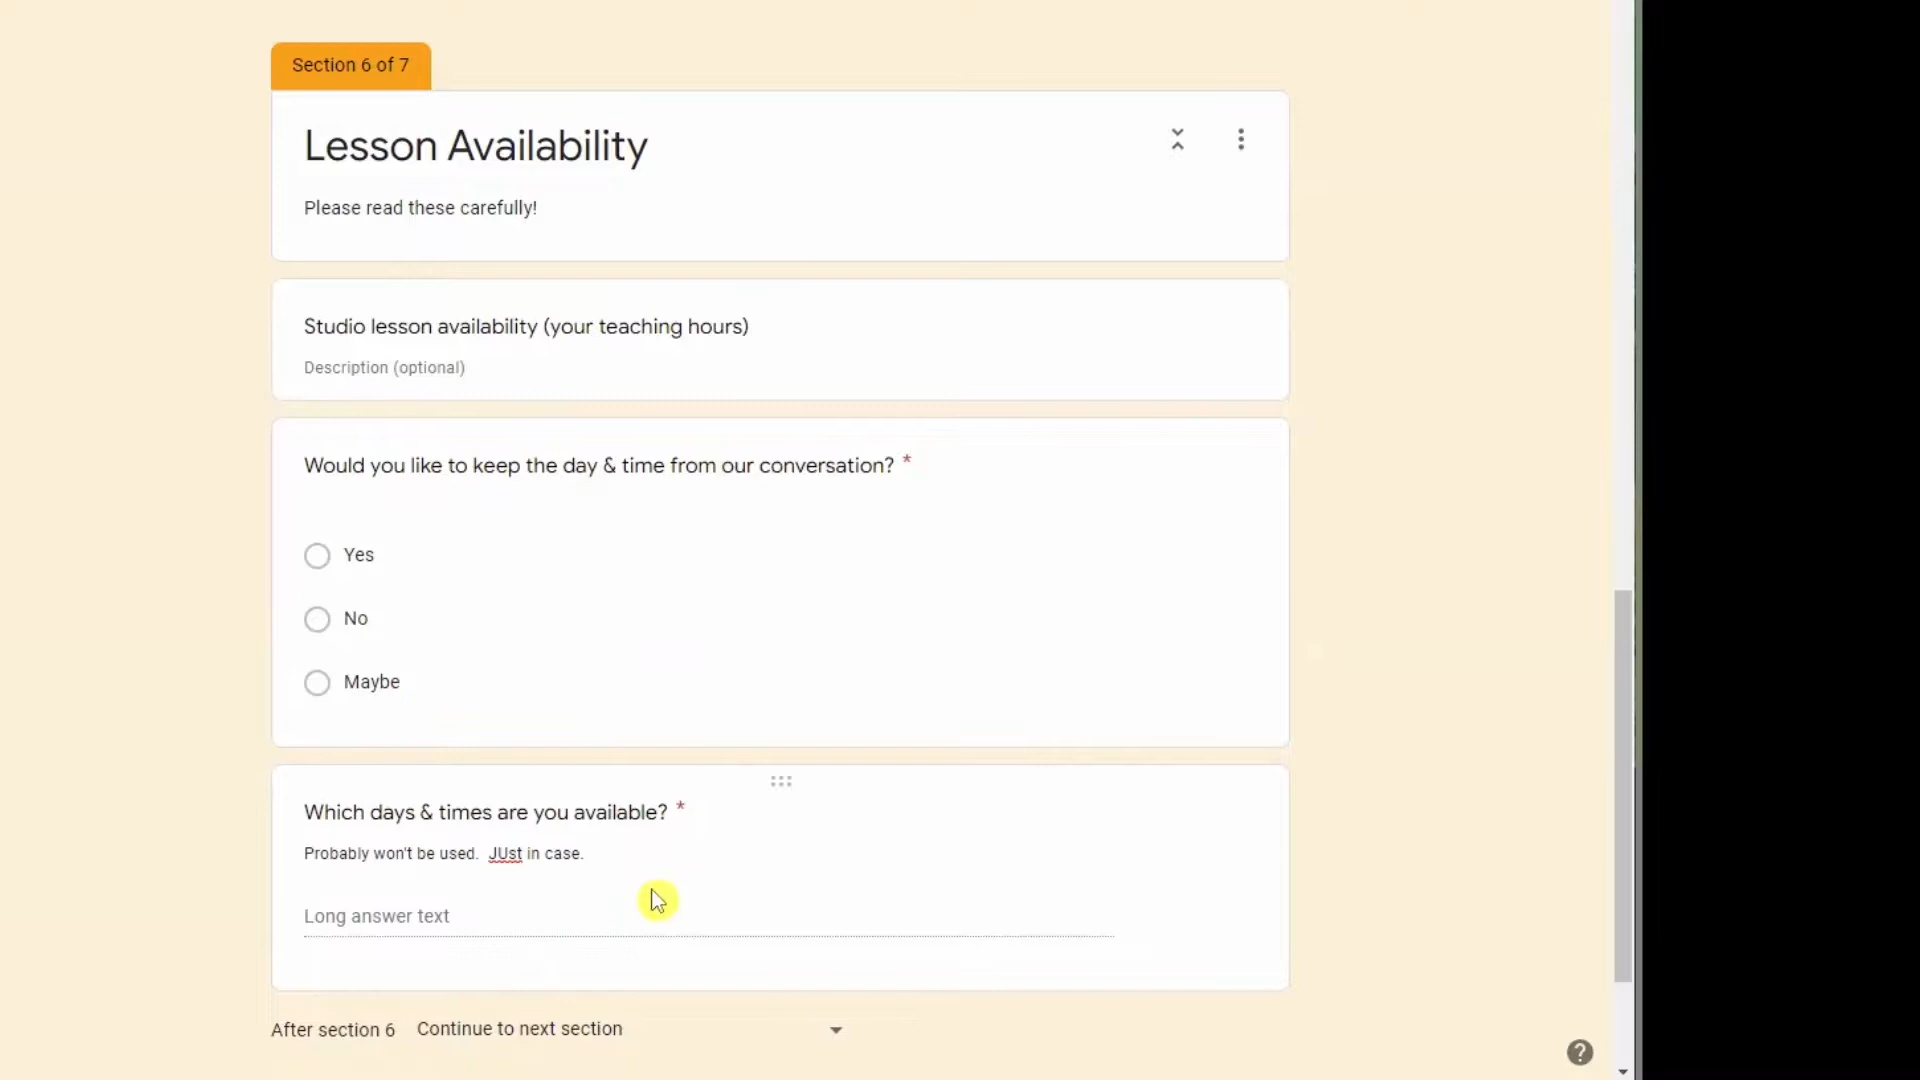 Section 6 of 7
Lesson Availability
Please read these carefully!
Studio lesson availability (your teaching hours)
Description (optional)
Would you like to keep the day & time from our conversation? *
Yes
No
Maybe
Which days & times are you available? *
Probably won't be used.  JUst in case.
Long answer text
After section 6 Continue to next section